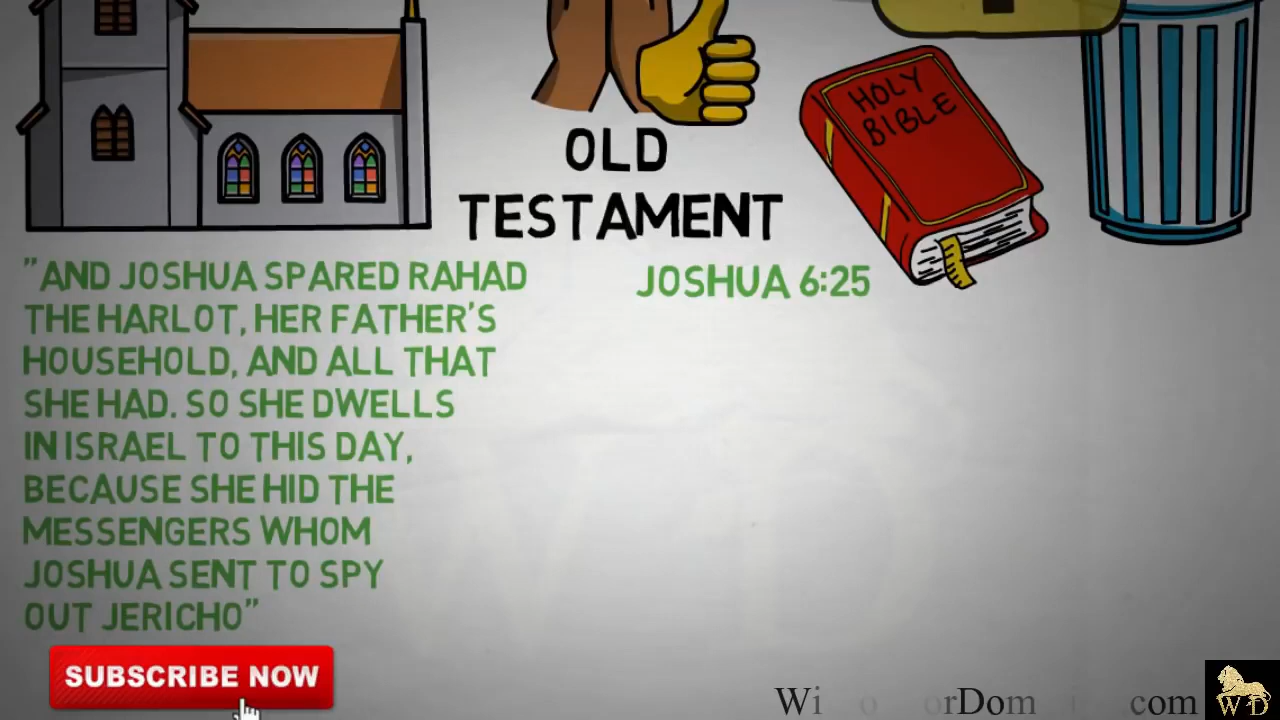 HOLY
BIBLE
OLD
TESTAMENT
"AND JOSHUA SPARED RAHAD
THE HARLOT, HER FATHER'S
HOUSEHOLD, AND ALL THAT
SHE HAD. SO SHE DWELLS
IN ISRAEL TO THIS DAY,
BECAUSE SHE HID THE
MESSENGERS WHOM
JOSHUA SENT TO SPY
OUT JERICHO"
JOSHUA 6:25
SUBSCRIBE NOW
WD